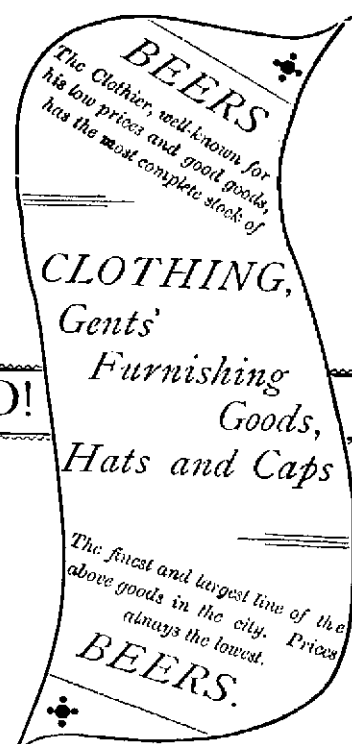 BEERS
The Clothier, well-known for
his low prices and good goods,
has the most complete stock of
CLOTHING,
Gents'
Furnishing
Goods,
Hats and Caps
The finest and largest line of the
above goods in the city. Prices
always the lowest.
BEERS.